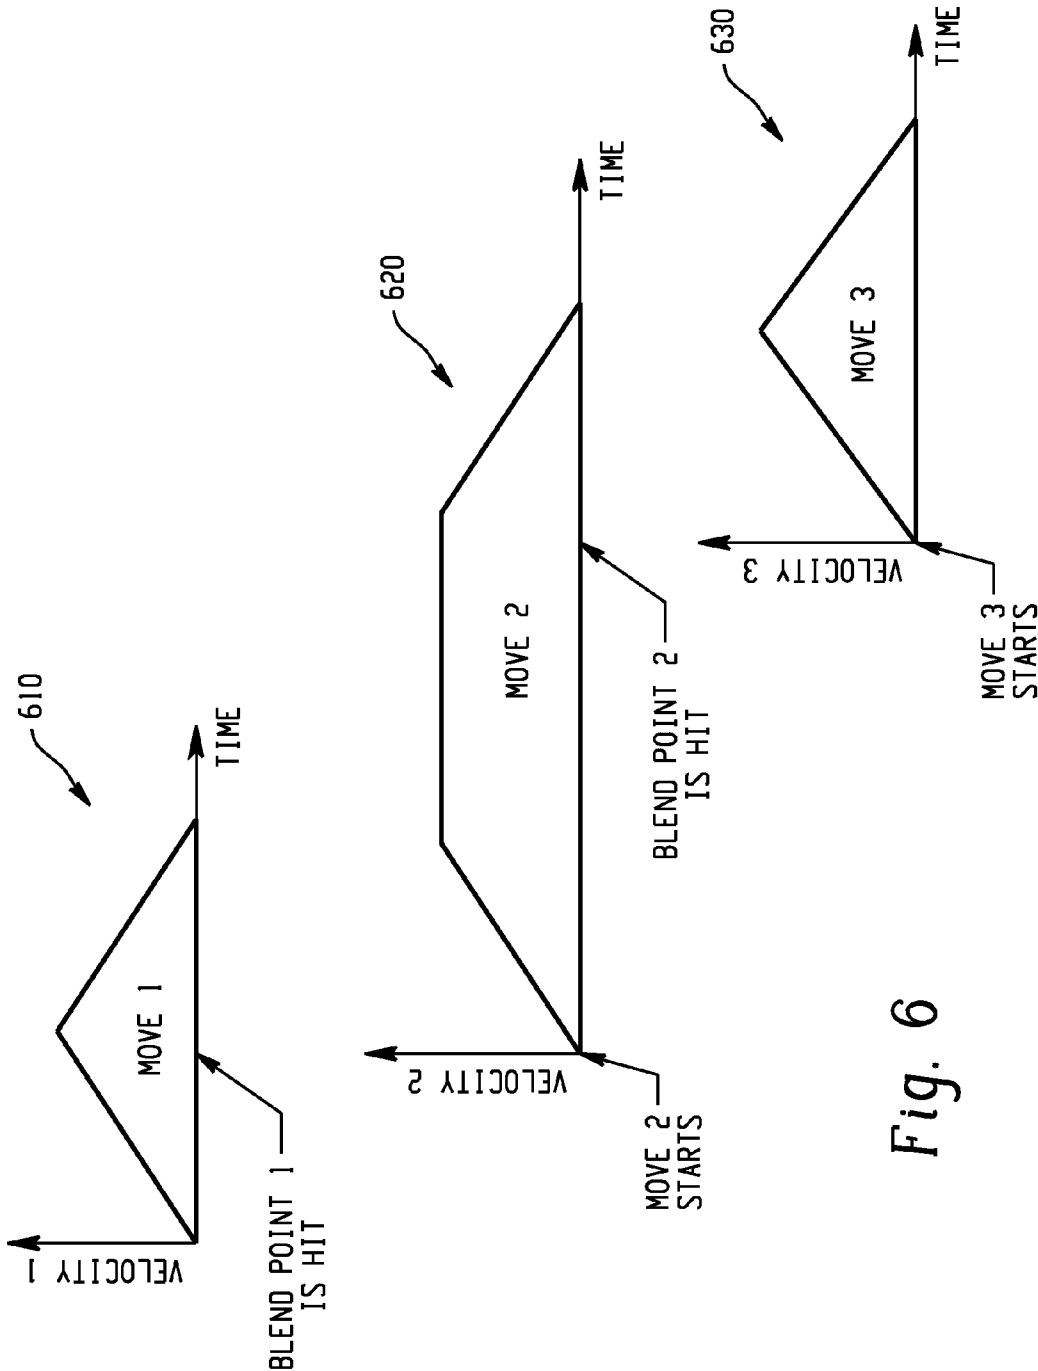 610
VELOCITY 1
MOVE 1
TIME
BLEND POINT 1
IS HIT
620
VELOCITY 2
MOVE 2
TIME
MOVE 2
STARTS
BLEND POINT 2
IS HIT
630
VELOCITY 3
MOVE 3
TIME
MOVE 3
STARTS
Fig. 6